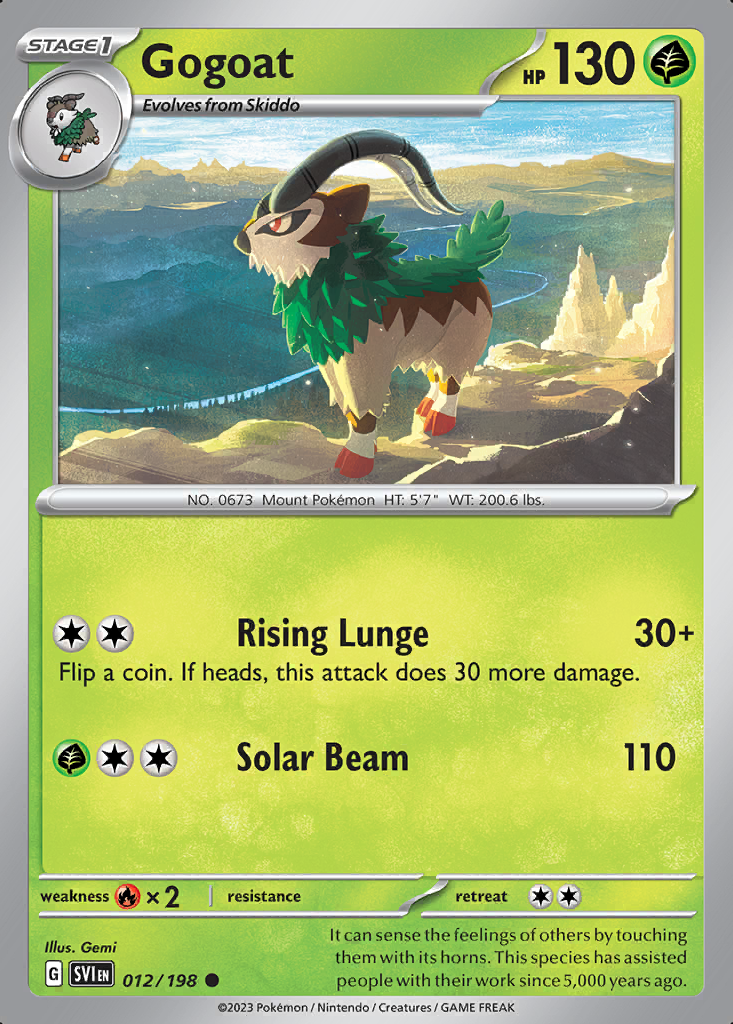 STAGE1
Gogoat
HP 130
Evolves from Skiddo
NO. 0673 Mount Pokémon HT: 5'7" WT: 200.6 lbs.
Rising Lunge 30+
Flip a coin. If heads, this attack does 30 more damage.
Solar Beam 110
weakness ×2 resistance retreat
Illus. Gemi
It can sense the feelings of others by touching
them with its horns. This species has assisted
people with their work since 5,000 years ago.
G SVI EN 012/198
©2023 Pokémon / Nintendo / Creatures / GAME FREAK